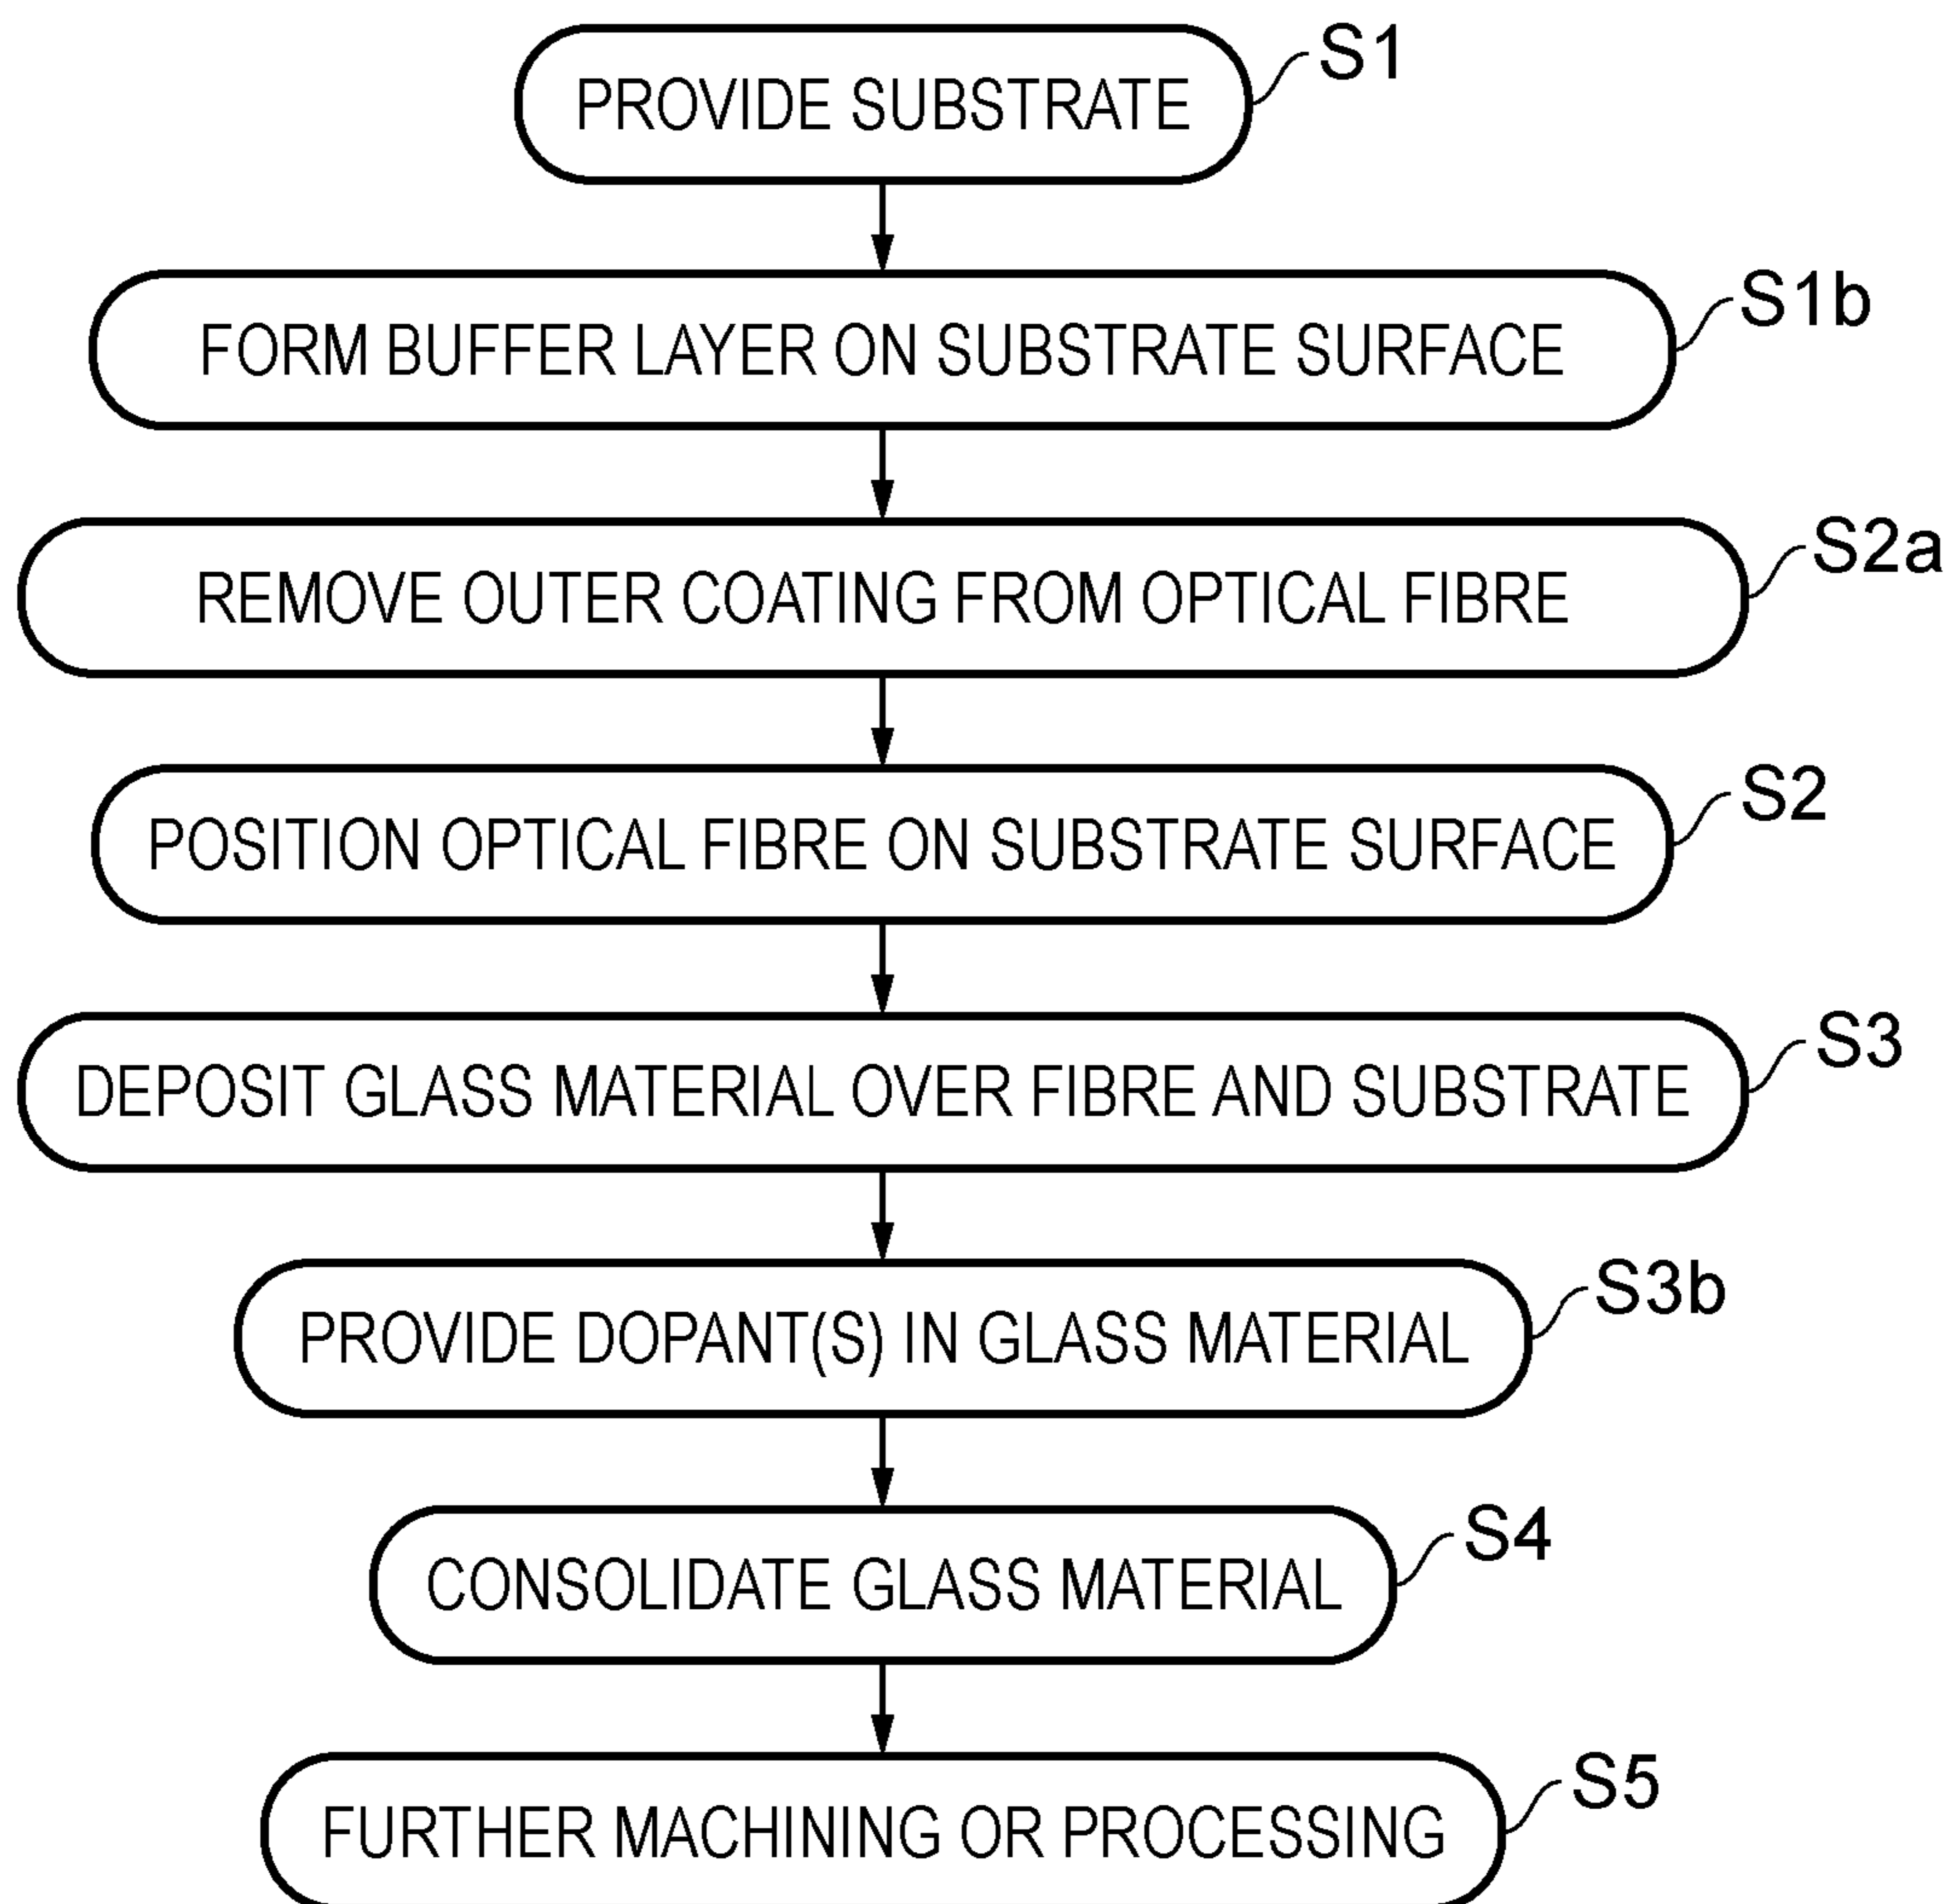 PROVIDE SUBSTRATE
S1
FORM BUFFER LAYER ON SUBSTRATE SURFACE
S1b
REMOVE OUTER COATING FROM OPTICAL FIBRE
S2a
POSITION OPTICAL FIBRE ON SUBSTRATE SURFACE
S2
DEPOSIT GLASS MATERIAL OVER FIBRE AND SUBSTRATE
S3
PROVIDE DOPANT(S) IN GLASS MATERIAL
S3b
CONSOLIDATE GLASS MATERIAL
S4
FURTHER MACHINING OR PROCESSING
S5